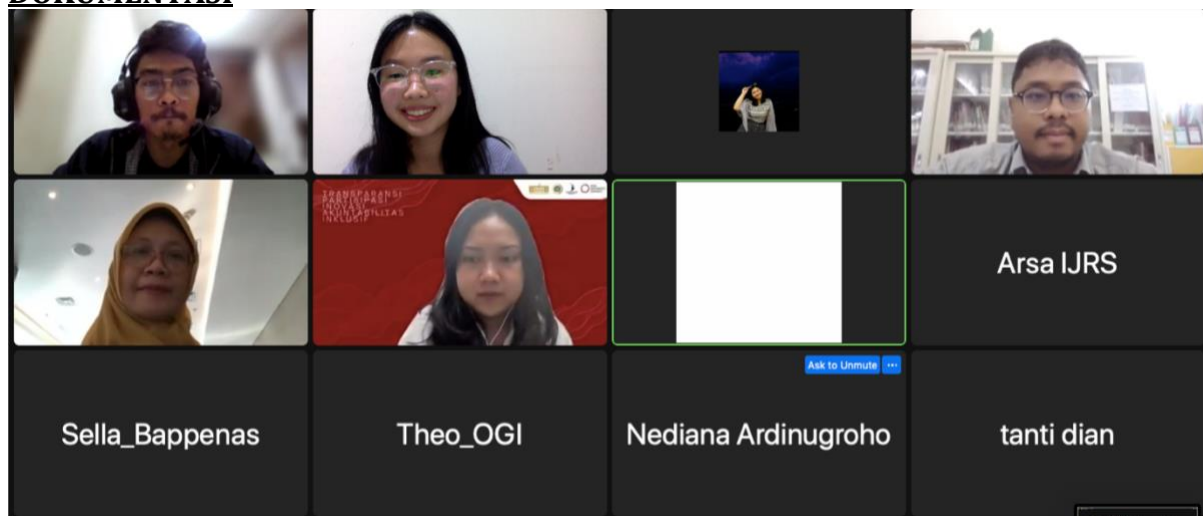 DOKUMENTASI
TRANSPARANSI
PARTISIPASI
INOVASI
AKUNTABILITAS
INKLUSIF
Arsa IJRS
Ask to Unmute
Sella_Bappenas
Theo_OGI
Nediana Ardinugroho
tanti dian